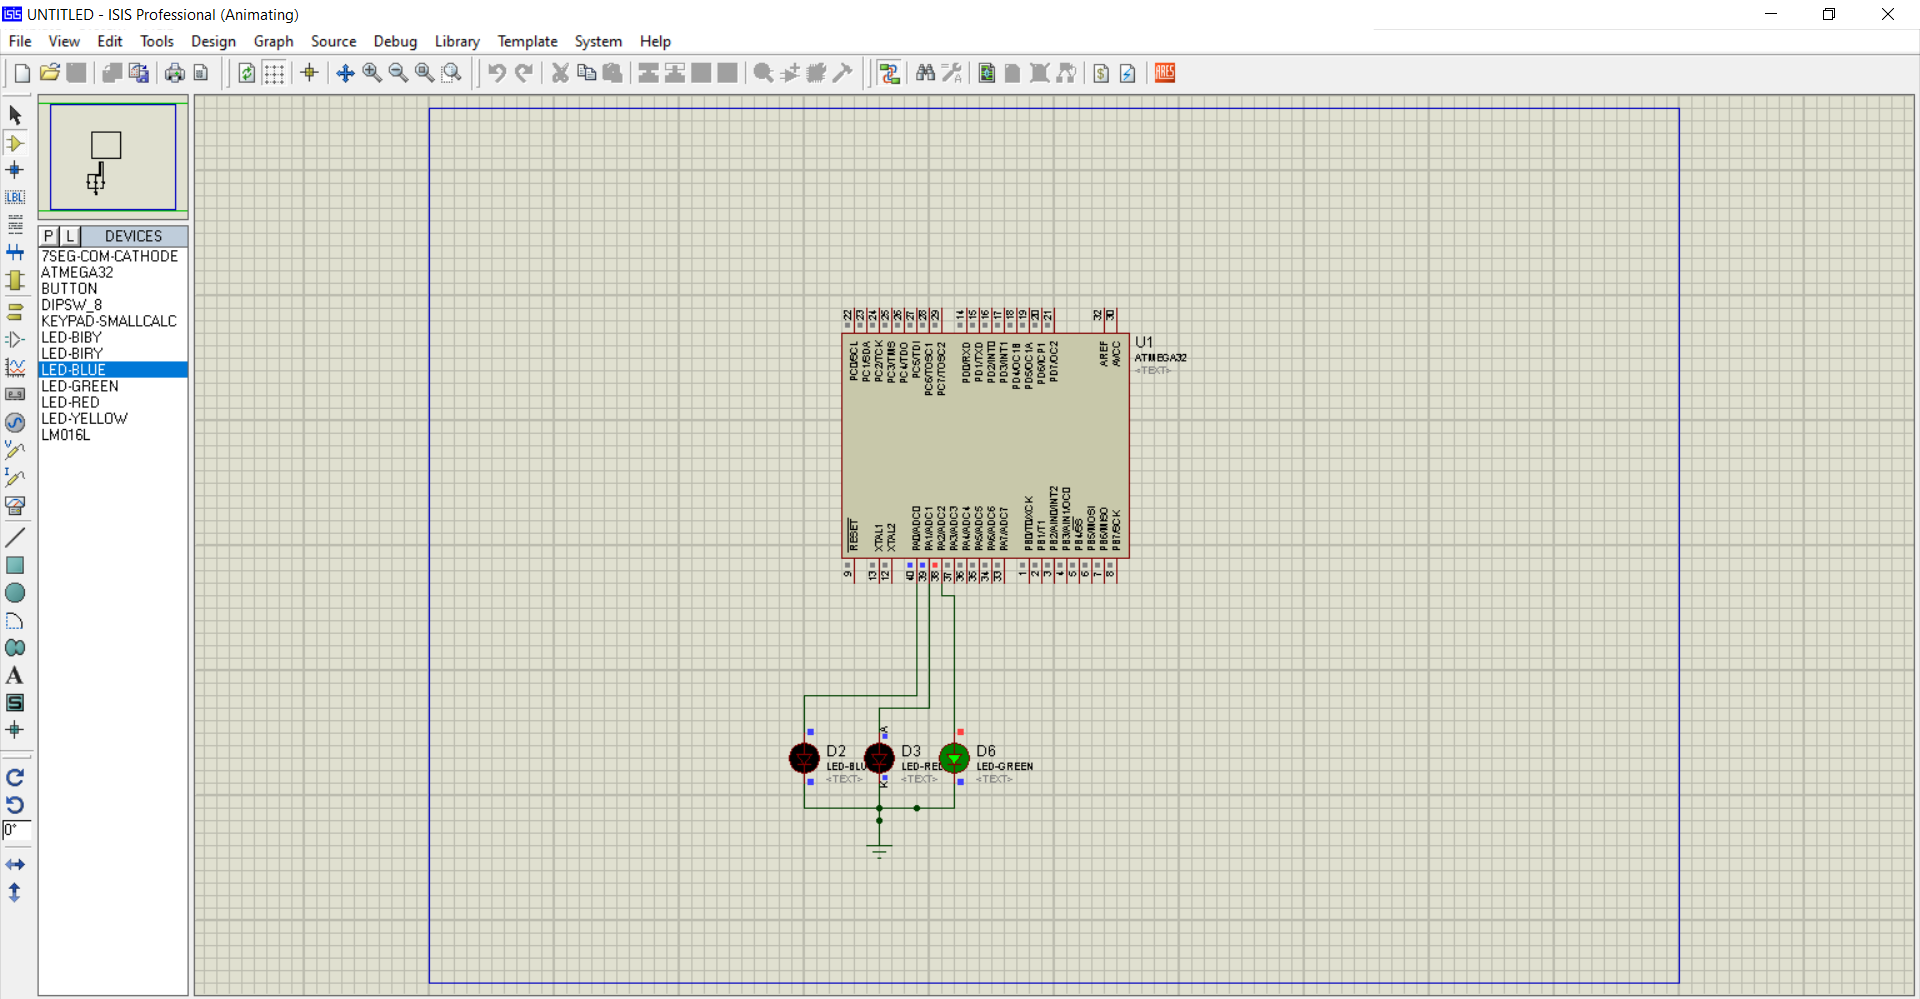 UNTITLED - ISIS Professional (Animating)
File View Edit Tools Design Graph Source Debug Library Template System Help
ARES
LBL
P L DEVICES
7SEG-COM-CATHODE
ATMEGA32
BUTTON
DIPSW_8
KEYPAD-SMALLCALC
LED-BIBY
LED-BIRY
LED-BLUE
LED-GREEN
LED-RED
LED-YELLOW
LM016L
A
S
0°
22 23 24 25 26 27 28 29 14 15 16 17 18 19 20 21 32 30
PC0/SCL
PC1/SDA
PC2/TCK
PC3/TMS
PC4/TDO
PC5/TDI
PC6/TOSC1
PC7/TOSC2
PD0/RXD
PD1/TXD
PD2/INT0
PD3/INT1
PD4/OC1B
PD5/OC1A
PD6/ICP1
PD7/OC2
AREF
AVCC
U1
ATMEGA32
<TEXT>
RESET
XTAL1
XTAL2
PA0/ADC0
PA1/ADC1
PA2/ADC2
PA3/ADC3
PA4/ADC4
PA5/ADC5
PA6/ADC6
PA7/ADC7
PB0/T0/XCK
PB1/T1
PB2/AIN0/INT2
PB3/AIN1/OC0
PB4/SS
PB5/MOSI
PB6/MISO
PB7/SCK
9 13 12 40 39 38 37 36 35 34 33 1 2 3 4 5 6 7 8
D2
LED-BLU
<TEXT>
A
K
D3
LED-RED
<TEXT>
D6
LED-GREEN
<TEXT>